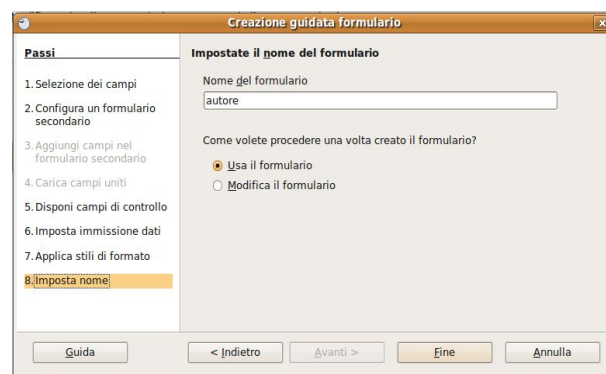 Creazione guidata formulario
Passi
1. Selezione dei campi
2. Configura un formulario
secondario
3. Aggiungi campi nel
formulario secondario
4. Carica campi uniti
5. Disponi campi di controllo
6. Imposta immissione dati
7. Applica stili di formato
8. Imposta nome
Impostate il nome del formulario
Nome del formulario
autore
Come volete procedere una volta creato il formulario?
Usa il formulario
Modifica il formulario
Guida
< Indietro
Avanti >
Fine
Annulla